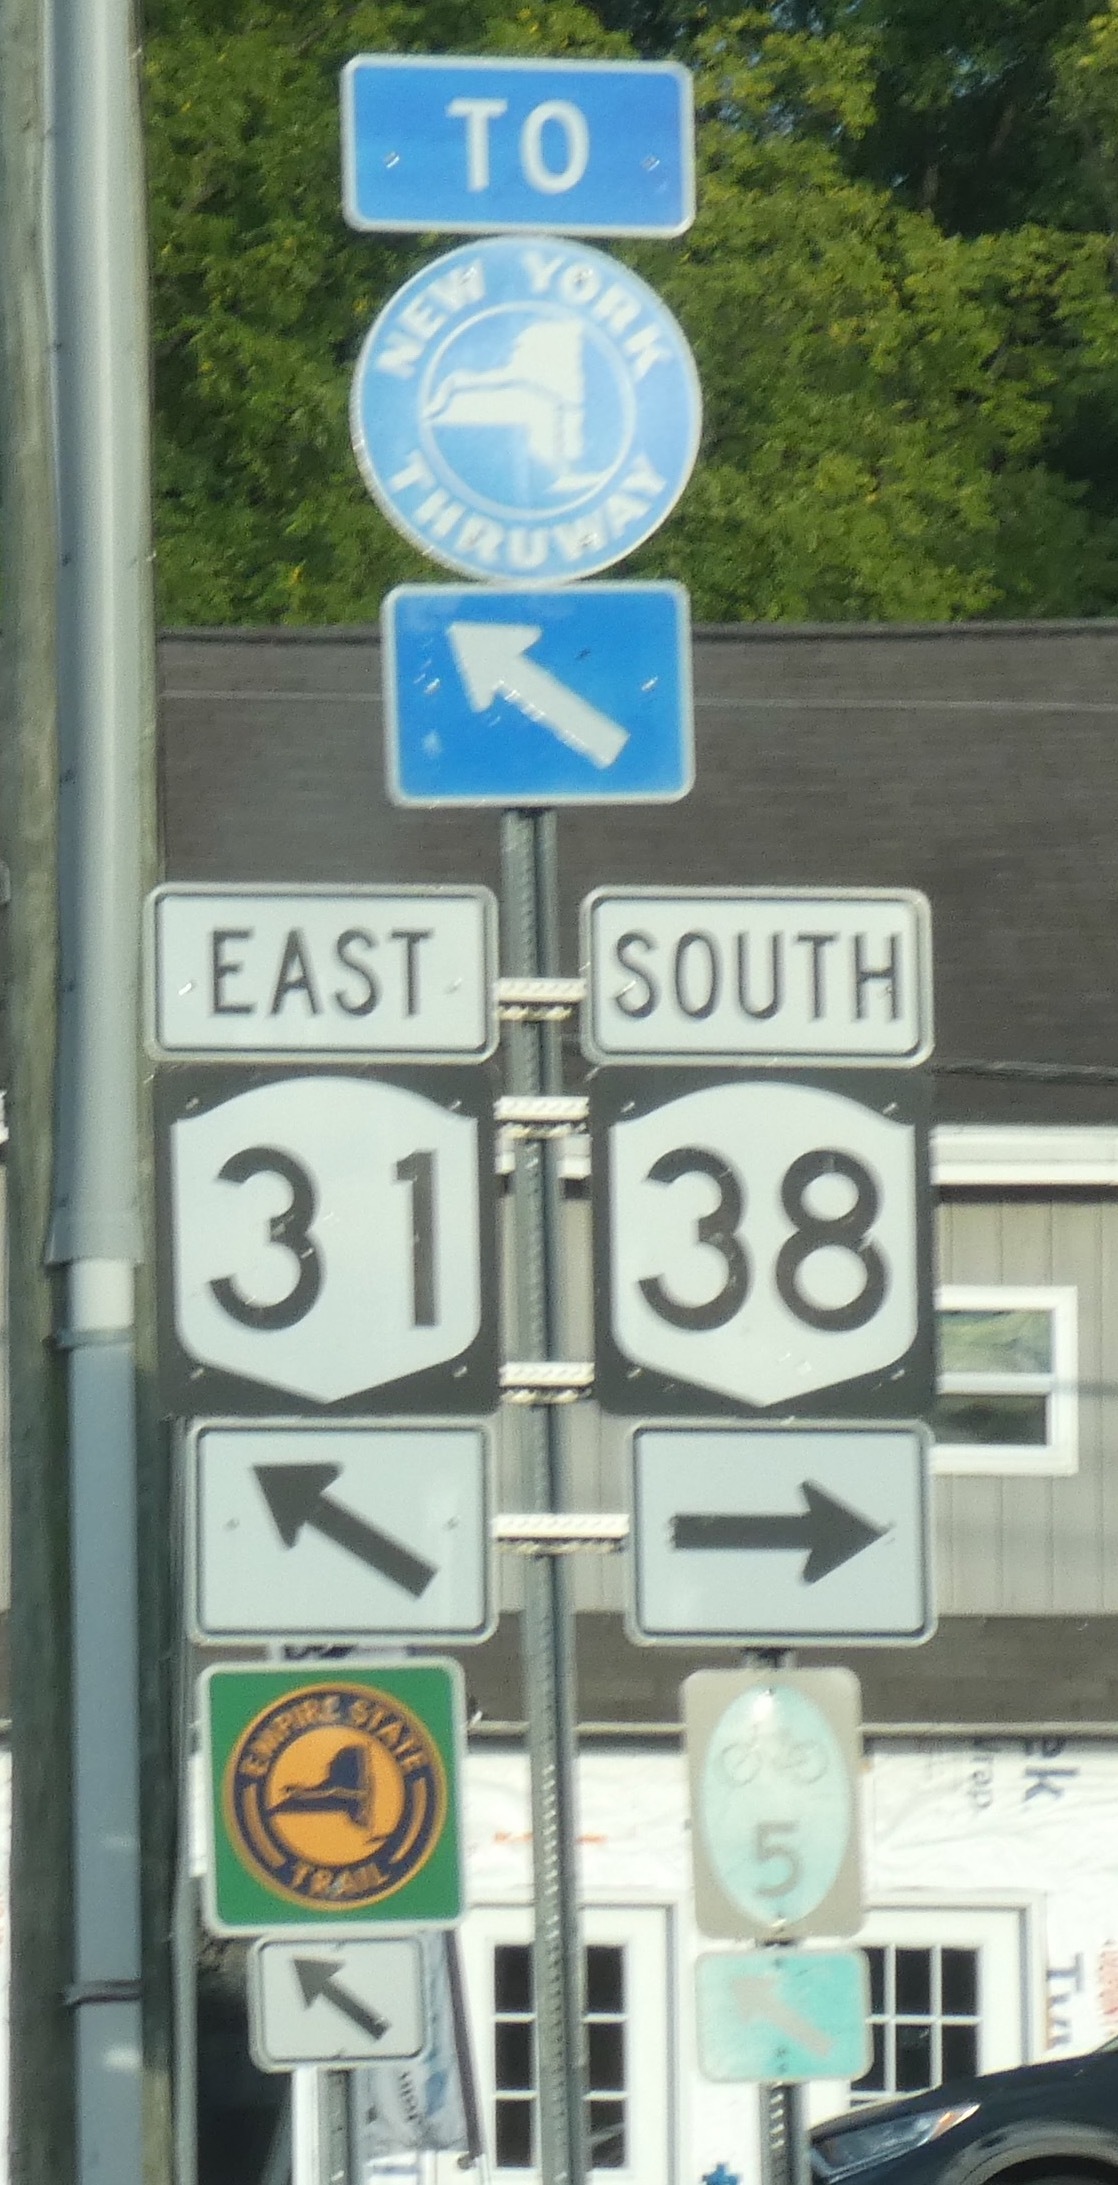 TO
NEW YORK
THRUWAY
EAST
SOUTH
31
38
EMPIRE STATE
TRAIL
5